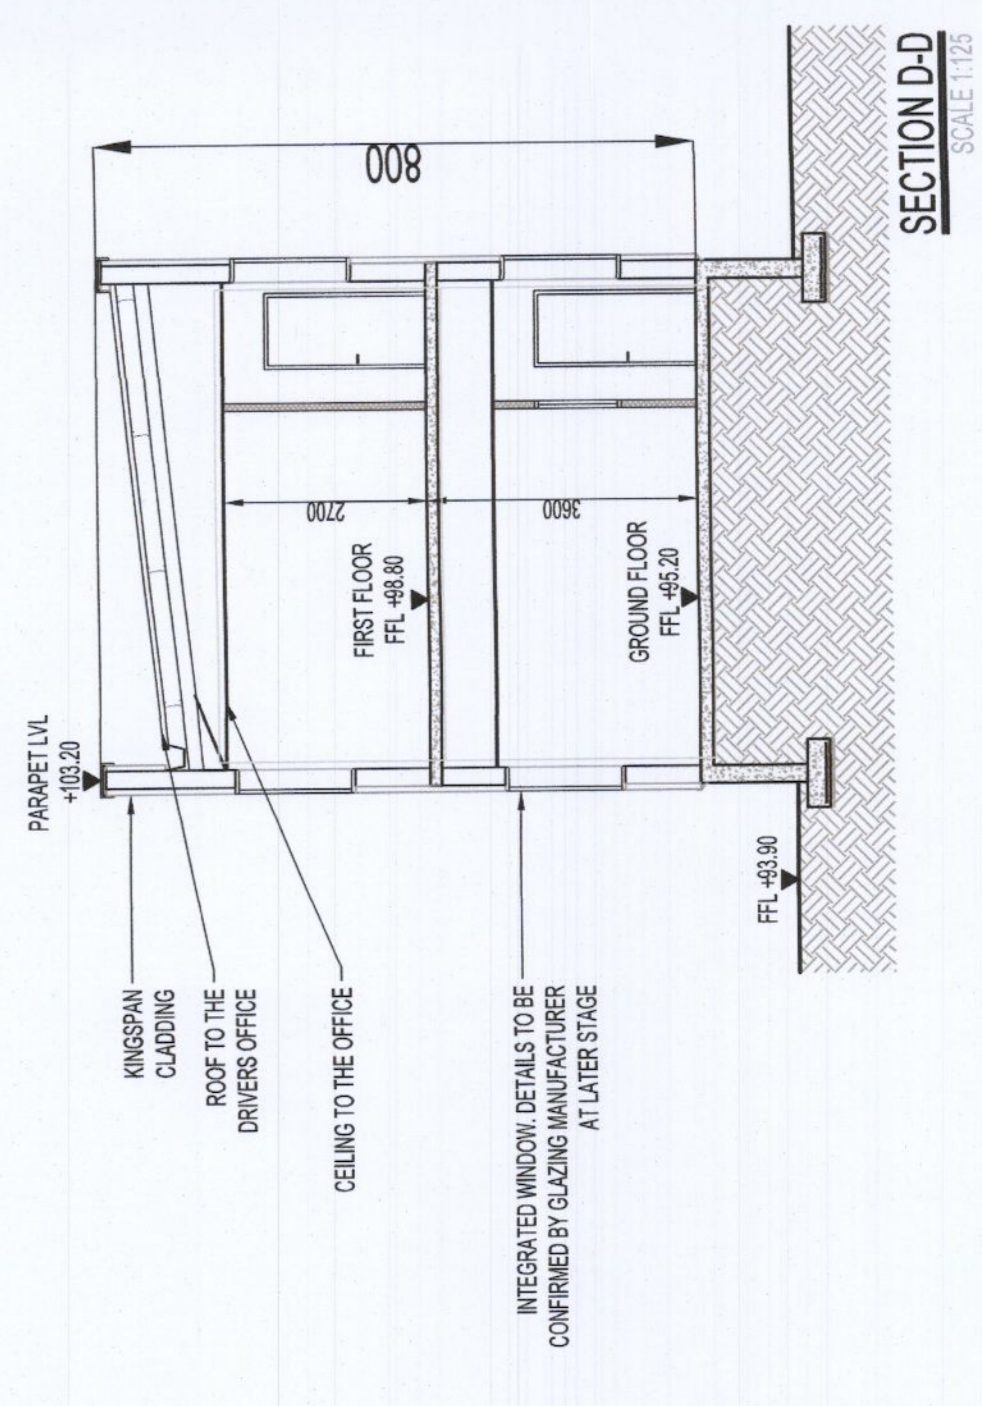 PARAPET LVL
+103.20
KINGSPAN
CLADDING
ROOF TO THE
DRIVERS OFFICE
CEILING TO THE OFFICE
INTEGRATED WINDOW. DETAILS TO BE
CONFIRMED BY GLAZING MANUFACTURER
AT LATER STAGE
FIRST FLOOR
FFL +98.80
2700
GROUND FLOOR
FFL +95.20
3600
800
FFL +93.90
SECTION D-D
SCALE 1:125